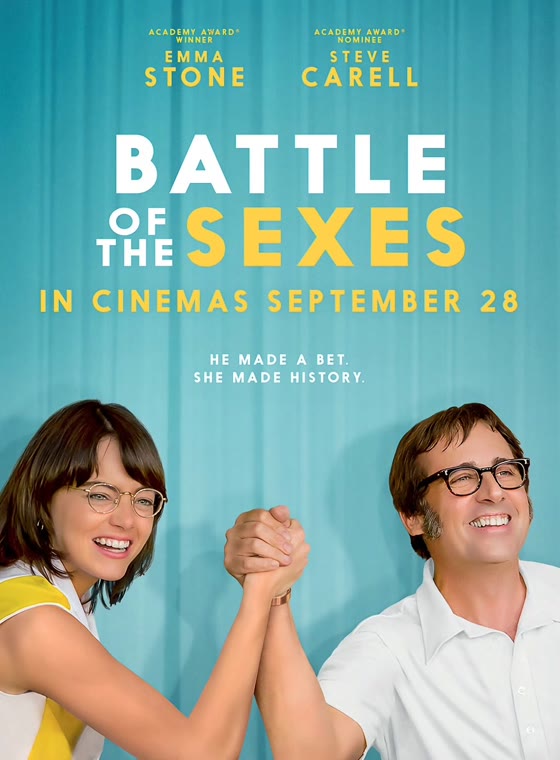 ACADEMY AWARD® WINNER
EMMA STONE
ACADEMY AWARD® NOMINEE
STEVE CARELL
BATTLE
OF THE SEXES
IN CINEMAS SEPTEMBER 28
HE MADE A BET.
SHE MADE HISTORY.